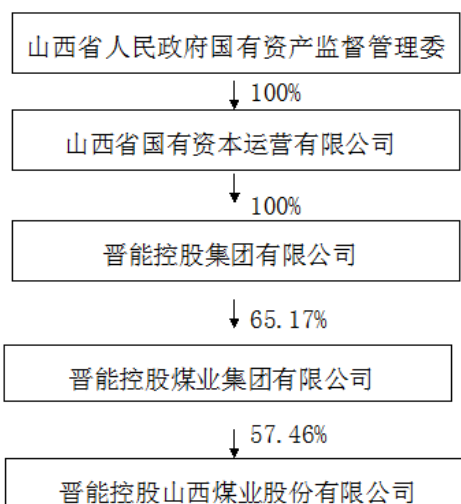 山西省人民政府国有资产监督管理委
100%
山西省国有资本运营有限公司
100%
晋能控股集团有限公司
65.17%
晋能控股煤业集团有限公司
57.46%
晋能控股山西煤业股份有限公司